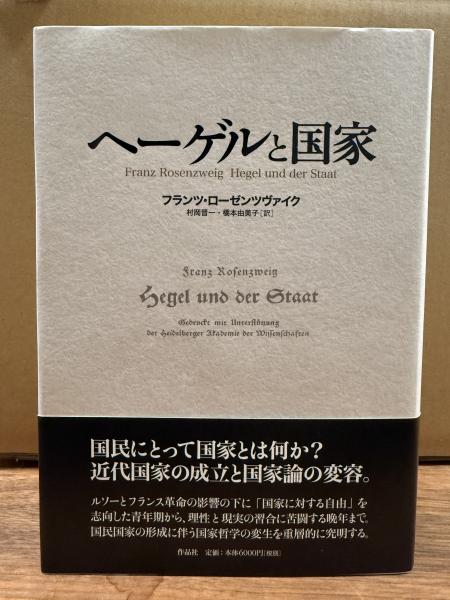 ヘーゲルと国家
Franz Rosenzweig Hegel und der Staat
フランツ・ローゼンツヴァイク
村岡晋一・橋本由美子[訳]
Franz Rosenzweig
Hegel und der Staat
Gedruckt mit Unterstützung
der Heidelberger Akademie der Wissenschaften
国民にとって国家とは何か?
近代国家の成立と国家論の変容。
ルソーとフランス革命の影響の下に「国家に対する自由」を
志向した青年期から、理性と現実の習合に苦闘する晩年まで。
国民国家の形成に伴う国家哲学の変生を重層的に究明する。
作品社 定価:本体6000円[税別]